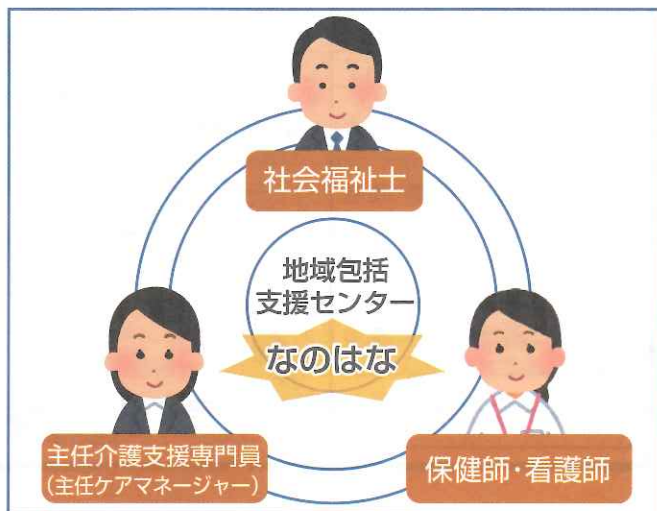 社会福祉士
地域包括
支援センター
なのはな
主任介護支援専門員
(主任ケアマネージャー)
保健師・看護師